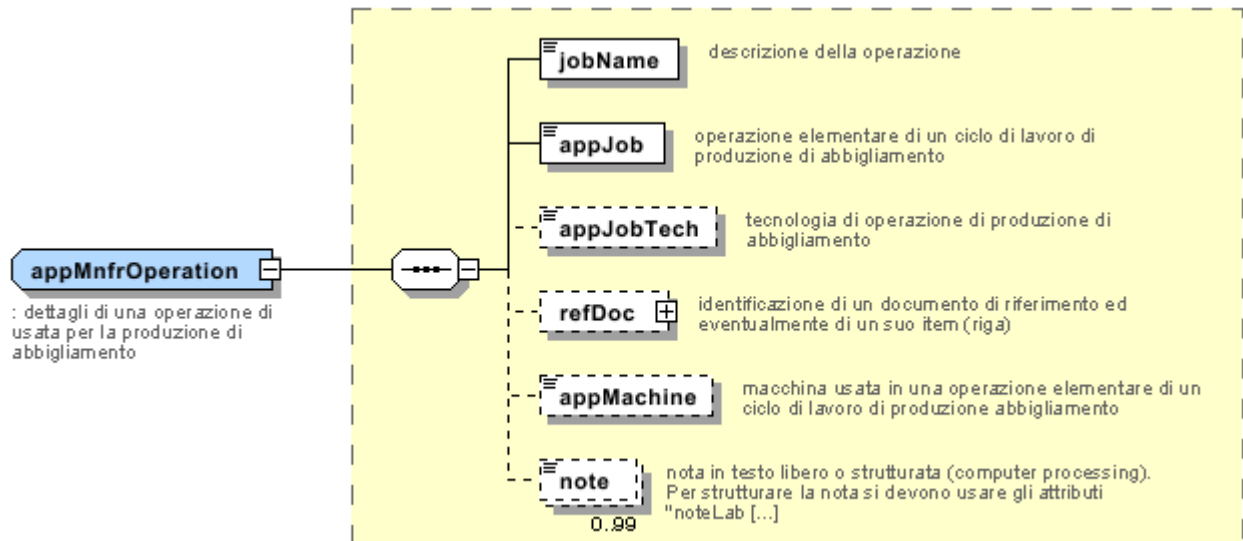 jobName
descrizione della operazione
appJob
operazione elementare di un ciclo di lavoro di
produzione di abbigliamento
appJobTech
tecnologia di operazione di produzione di
abbigliamento
appMnfrOperation
: dettagli di una operazione di
usata per la produzione di
abbigliamento
refDoc
identificazione di un documento di riferimento ed
eventualmente di un suo item (riga)
appMachine
macchina usata in una operazione elementare di un
ciclo di lavoro di produzione abbigliamento
note
nota in testo libero o strutturata (computer processing).
Per strutturare la nota si devono usare gli attributi
"noteLab [...]
0..99